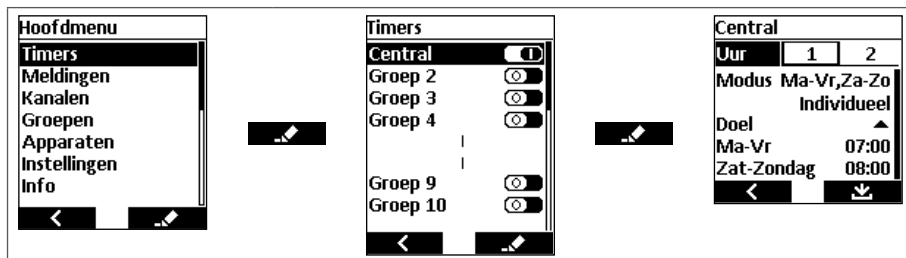 Hoofdmenu
Timers
Meldingen
Kanalen
Groepen
Apparaten
Instellingen
Info
Timers
Central
Groep 2
Groep 3
Groep 4
Groep 9
Groep 10
Central
Uur 1 2
Modus Ma-Vr,Za-Zo
Individueel
Doel
Ma-Vr 07:00
Zat-Zondag 08:00